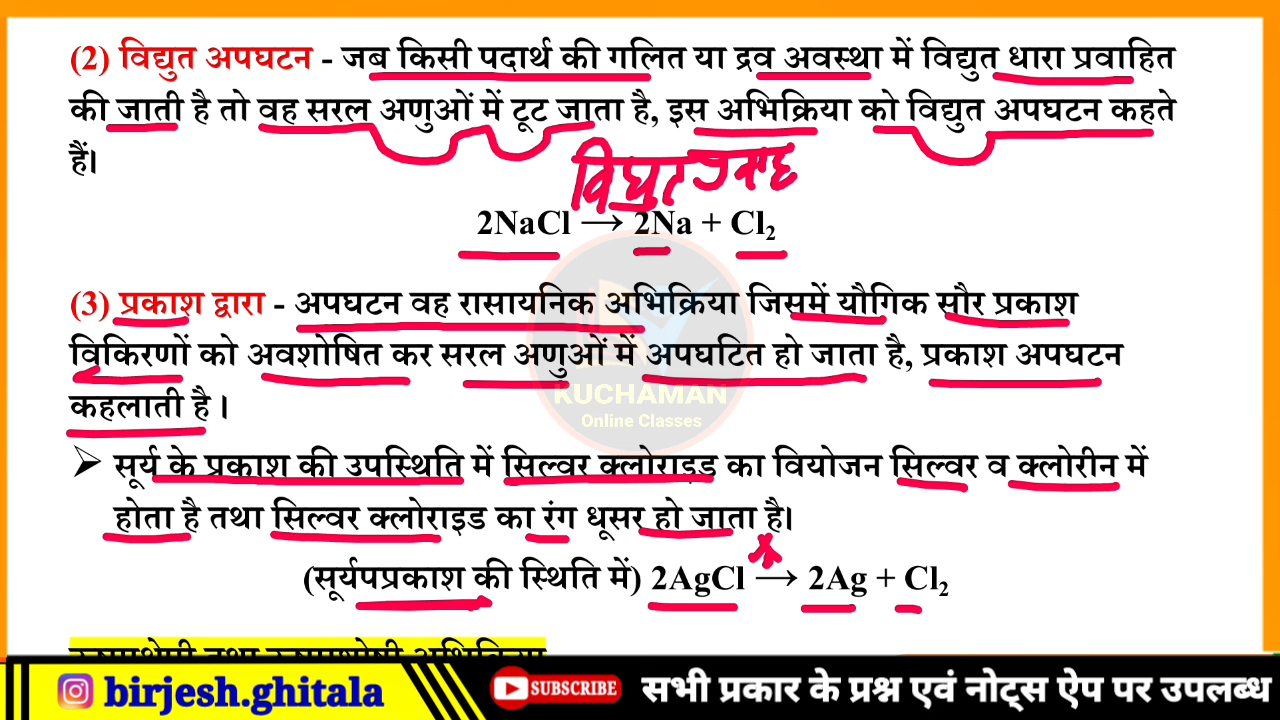 (2) विद्युत अपघटन - जब किसी पदार्थ की गलित या द्रव अवस्था में विद्युत धारा प्रवाहित
की जाती है तो वह सरल अणुओं में टूट जाता है, इस अभिक्रिया को विद्युत अपघटन कहते
हैं।
विद्युत प्रवाह
2NaCl → 2Na + Cl₂
(3) प्रकाश द्वारा - अपघटन वह रासायनिक अभिक्रिया जिसमें यौगिक सौर प्रकाश
विकिरणों को अवशोषित कर सरल अणुओं में अपघटित हो जाता है, प्रकाश अपघटन
KUCHAMAN
कहलाती है ।
Online Classes
➢ सूर्य के प्रकाश की उपस्थिति में सिल्वर क्लोराइड का वियोजन सिल्वर व क्लोरीन में
होता है तथा सिल्वर क्लोराइड का रंग धूसर हो जाता है।
(सूर्यपप्रकाश की स्थिति में) 2AgCl → 2Ag + Cl₂
birjesh.ghitala SUBSCRIBE सभी प्रकार के प्रश्न एवं नोट्स ऐप पर उपलब्ध